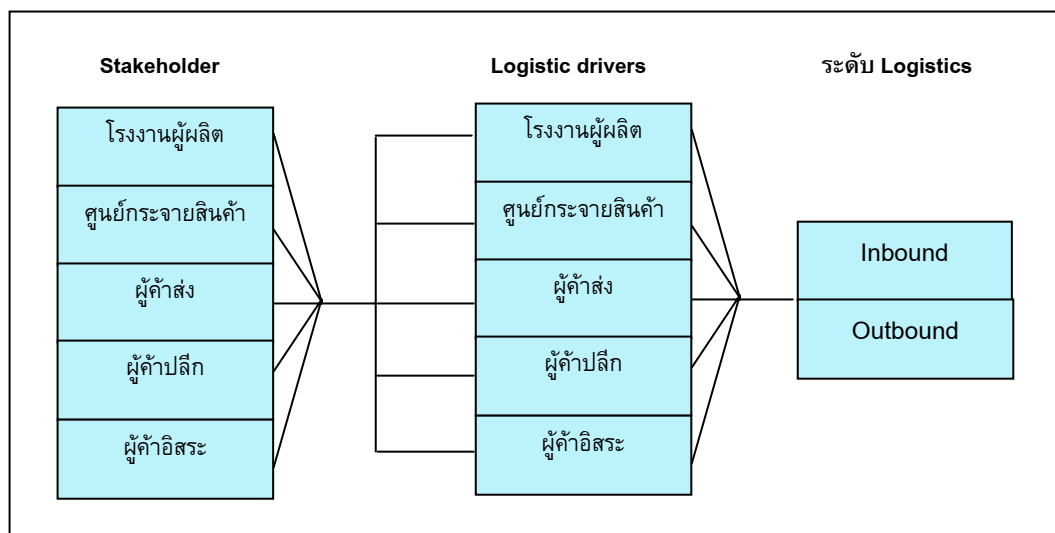 Stakeholder
Logistic drivers
ระดับ Logistics
โรงงานผู้ผลิต
ศูนย์กระจายสินค้า
ผู้ค้าส่ง
ผู้ค้าปลีก
ผู้ค้าอิสระ
โรงงานผู้ผลิต
ศูนย์กระจายสินค้า
ผู้ค้าส่ง
ผู้ค้าปลีก
ผู้ค้าอิสระ
Inbound
Outbound